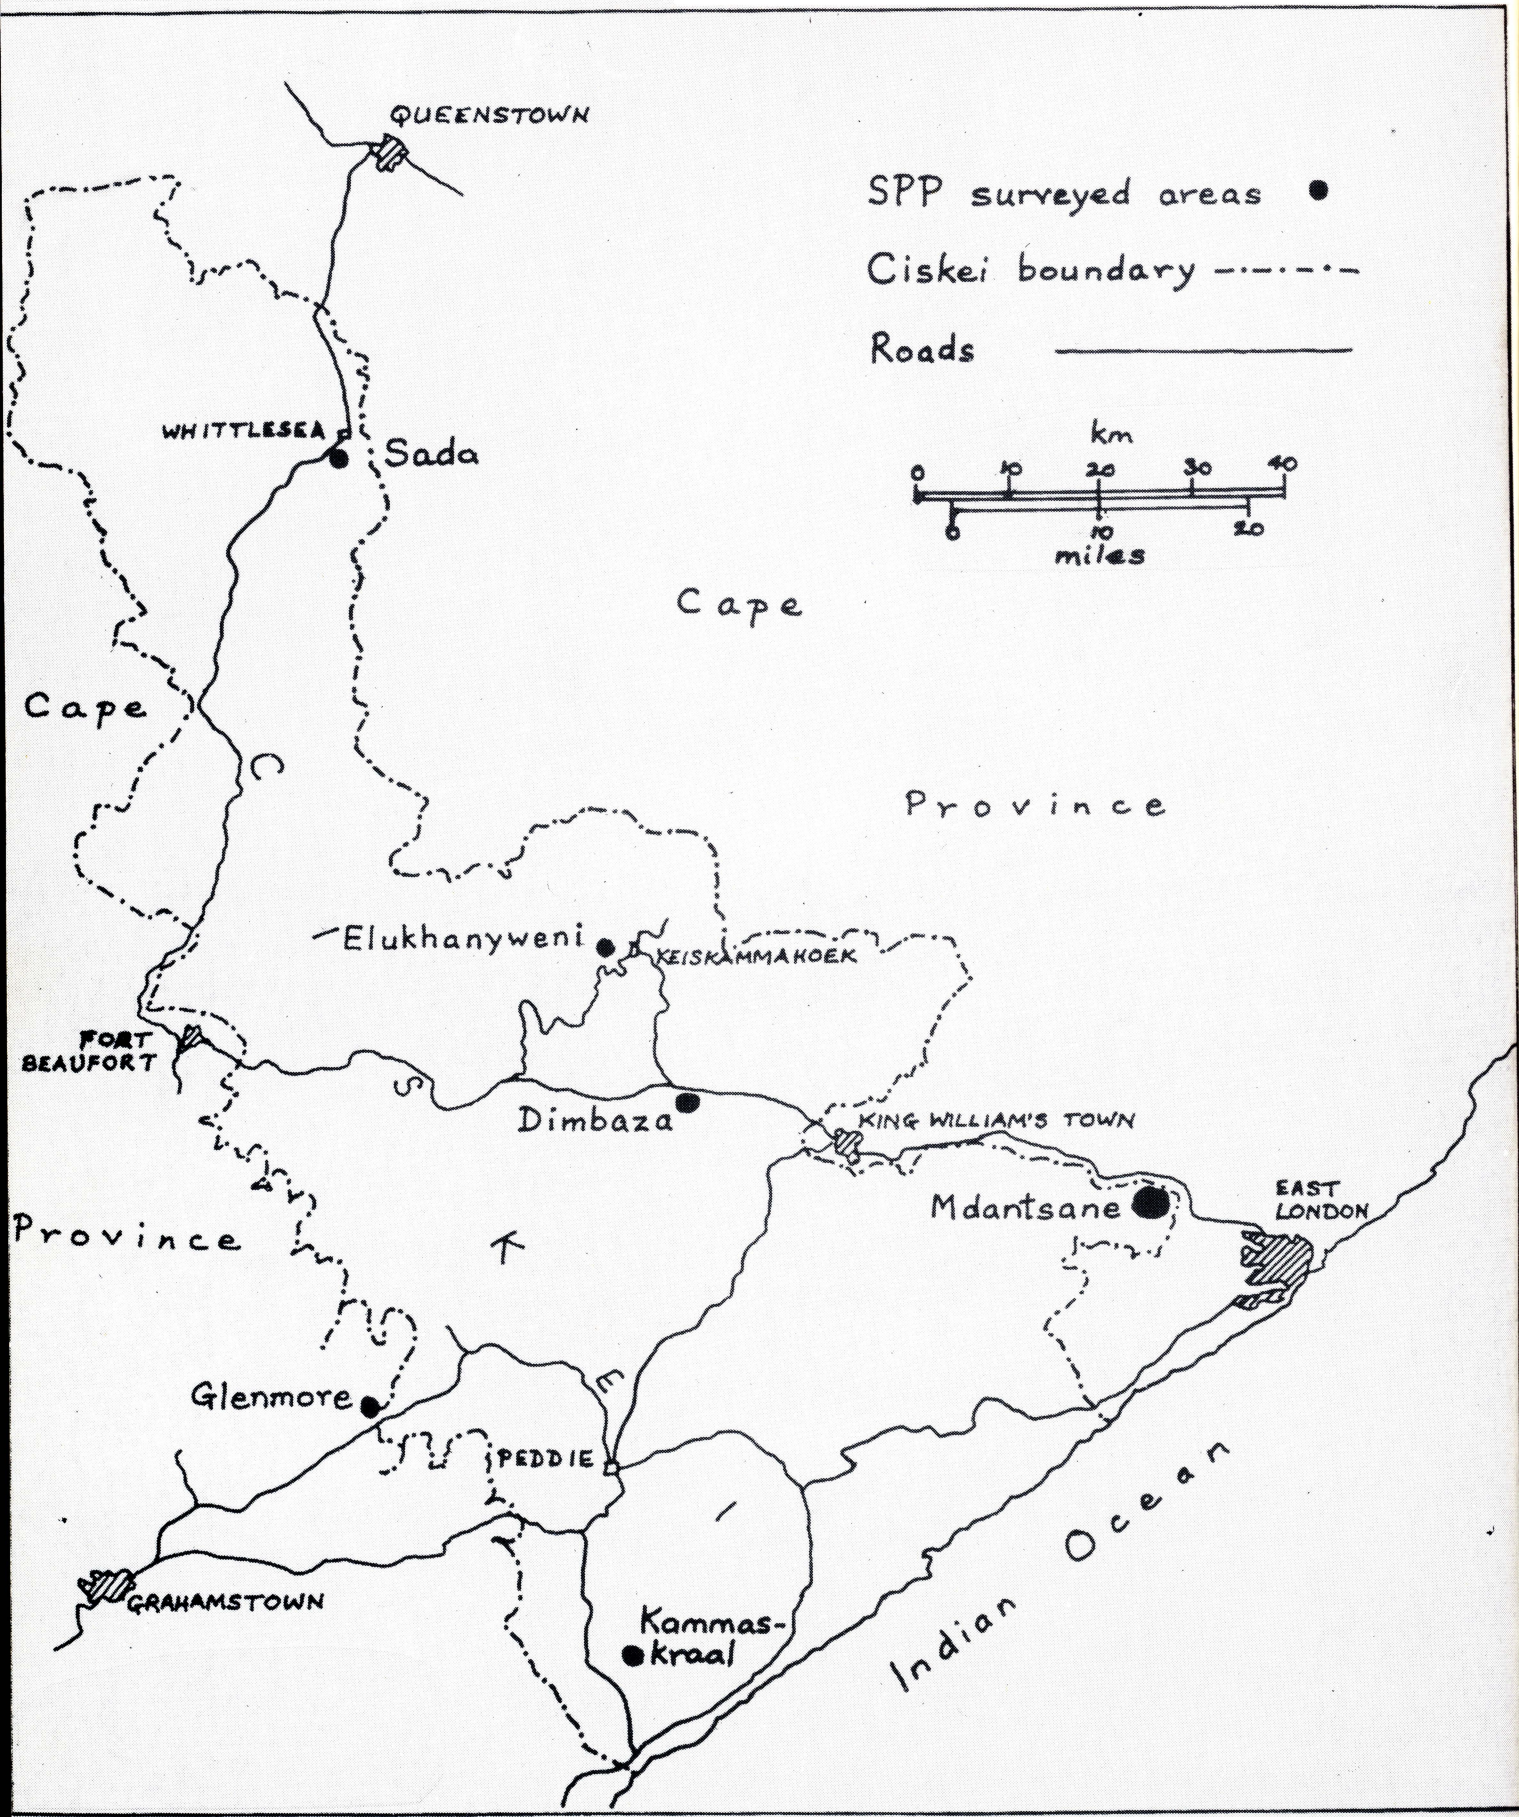 QUEENSTOWN
SPP surveyed areas
Ciskei boundary
Roads
WHITTLESEA
Sada
km
0 10 20 30 40
0 10 20
miles
Cape
Cape
Province
C
I
S
K
E
I
Elukhanyweni
KEISKAMMAHOEK
FORT
BEAUFORT
Dimbaza
KING WILLIAM'S TOWN
Mdantsane
EAST
LONDON
Province
Glenmore
PEDDIE
GRAHAMSTOWN
Kammas-
kraal
Indian Ocean